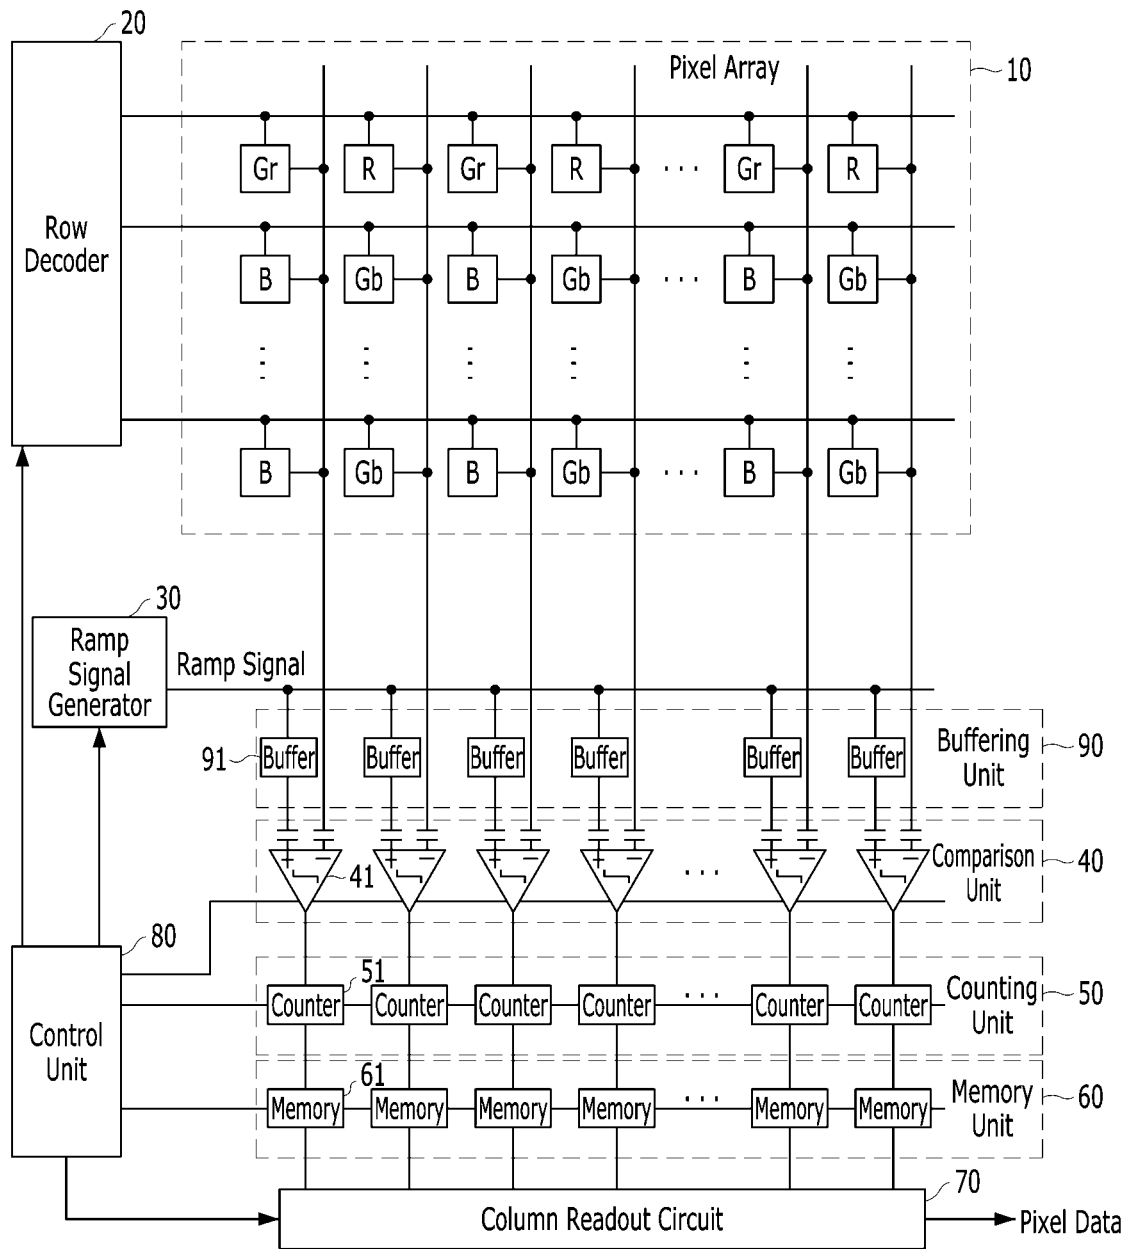 20
Pixel Array
10
Row
Decoder
Gr R Gr R ... Gr R
B Gb B Gb ... B Gb
B Gb B Gb ... B Gb
30
Ramp
Signal
Generator
Ramp Signal
91
Buffer Buffer Buffer Buffer Buffer Buffer
Buffering
Unit
90
+ − + − + − + − ... + − + −
41
Comparison
Unit
40
80
Control
Unit
51
Counter Counter Counter Counter ... Counter Counter
Counting
Unit
50
61
Memory Memory Memory Memory ... Memory Memory
Memory
Unit
60
70
Column Readout Circuit
Pixel Data